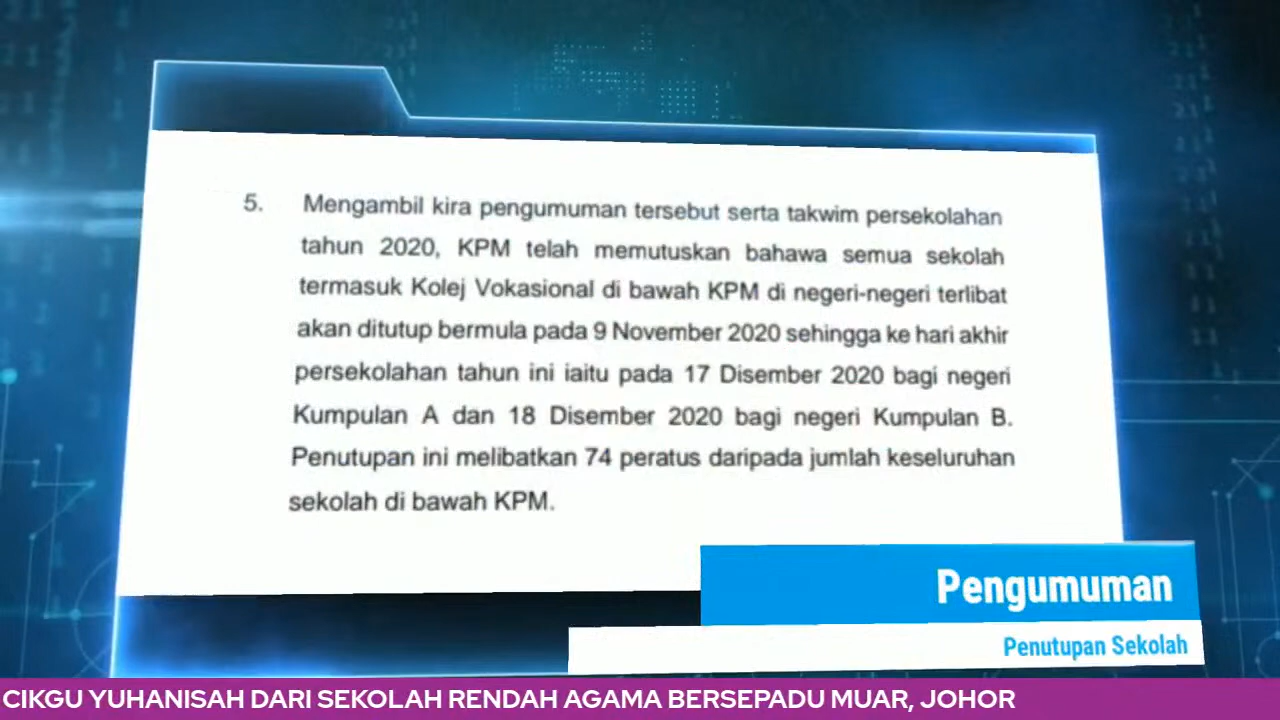 5. Mengambil kira pengumuman tersebut serta takwim persekolahan
tahun 2020, KPM telah memutuskan bahawa semua sekolah
termasuk Kolej Vokasional di bawah KPM di negeri-negeri terlibat
akan ditutup bermula pada 9 November 2020 sehingga ke hari akhir
persekolahan tahun ini iaitu pada 17 Disember 2020 bagi negeri
Kumpulan A dan 18 Disember 2020 bagi negeri Kumpulan B.
Penutupan ini melibatkan 74 peratus daripada jumlah keseluruhan
sekolah di bawah KPM.
Pengumuman
Penutupan Sekolah
CIKGU YUHANISAH DARI SEKOLAH RENDAH AGAMA BERSEPADU MUAR, JOHOR